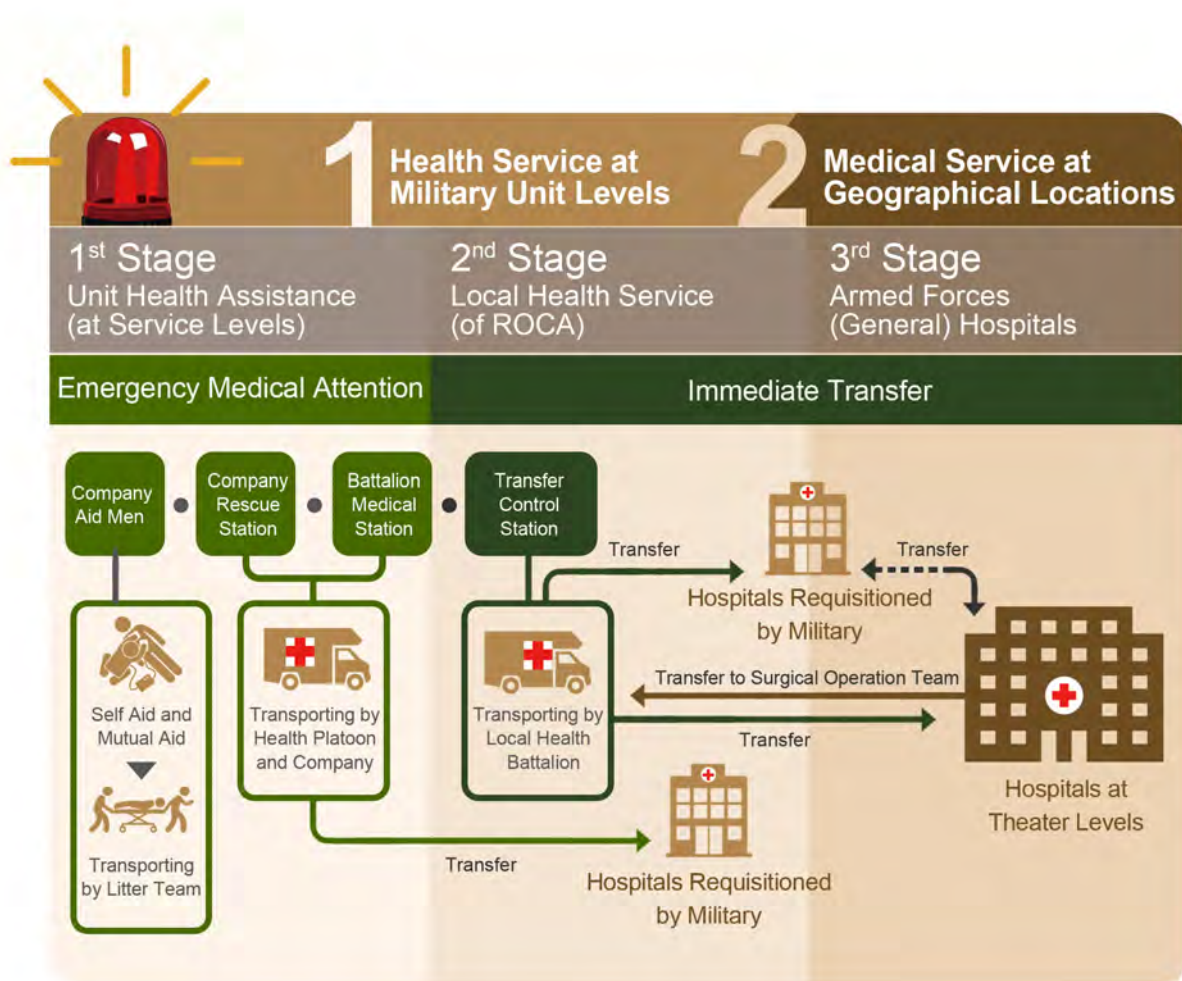 1
Health Service at
Military Unit Levels
2
Medical Service at
Geographical Locations
1st Stage
Unit Health Assistance
(at Service Levels)
2nd Stage
Local Health Service
(of ROCA)
3rd Stage
Armed Forces
(General) Hospitals
Emergency Medical Attention
Immediate Transfer
Company
Aid Men
Company
Rescue
Station
Battalion
Medical
Station
Transfer
Control
Station
Self Aid and
Mutual Aid
Transporting
by Litter Team
Transporting by
Health Platoon
and Company
Transporting by
Local Health
Battalion
Transfer
Hospitals Requisitioned
by Military
Transfer
Transfer to Surgical Operation Team
Transfer
Hospitals at
Theater Levels
Transfer
Hospitals Requisitioned
by Military